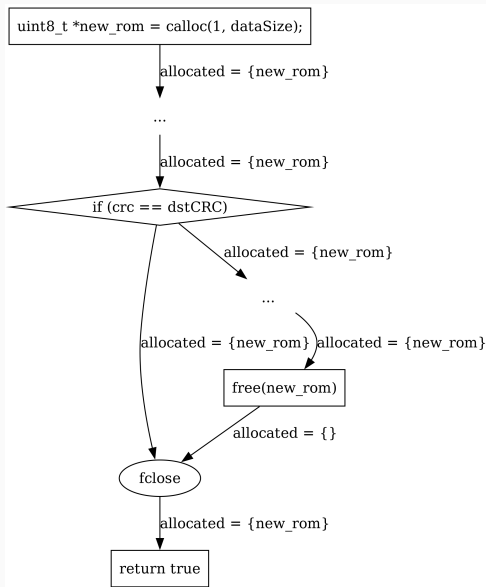 uint8_t *new_rom = calloc(1, dataSize);
allocated = {new_rom}
...
allocated = {new_rom}
if (crc == dstCRC)
allocated = {new_rom}
...
allocated = {new_rom} allocated = {new_rom}
free(new_rom)
allocated = {}
fclose
allocated = {new_rom}
return true